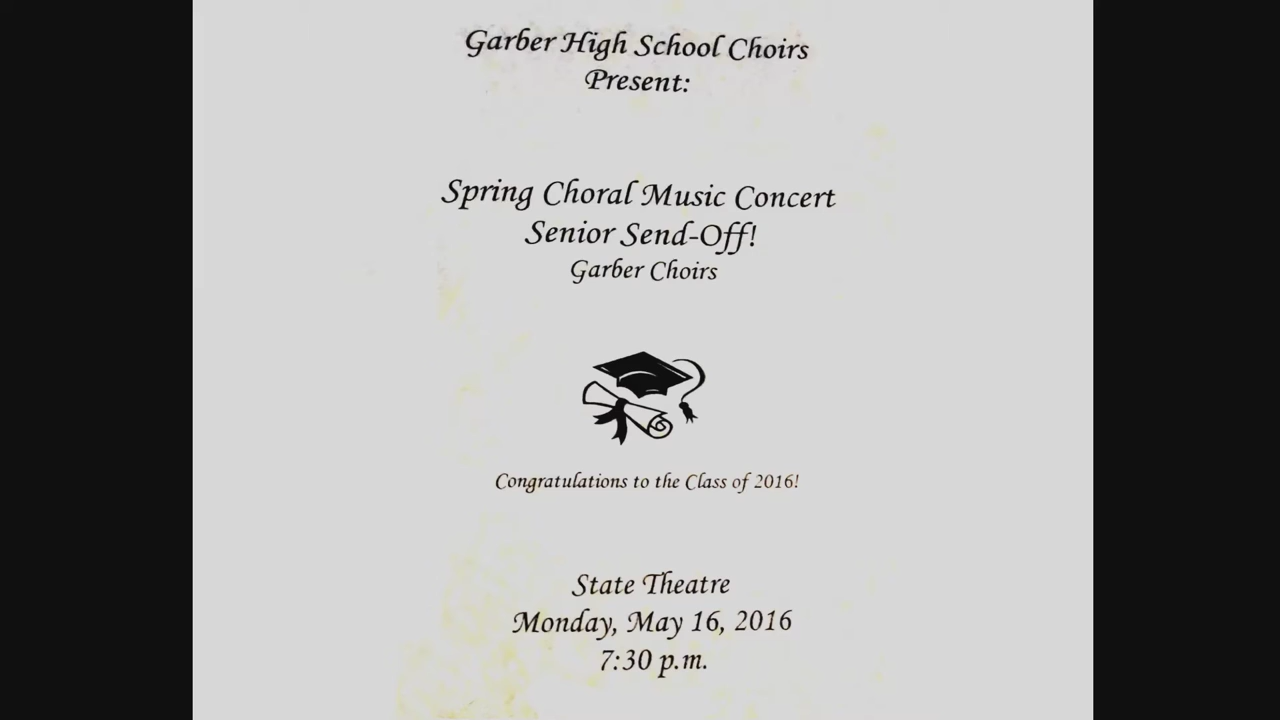 Garber High School Choirs
Present:
Spring Choral Music Concert
Senior Send-Off!
Garber Choirs
Congratulations to the Class of 2016!
State Theatre
Monday, May 16, 2016
7:30 p.m.